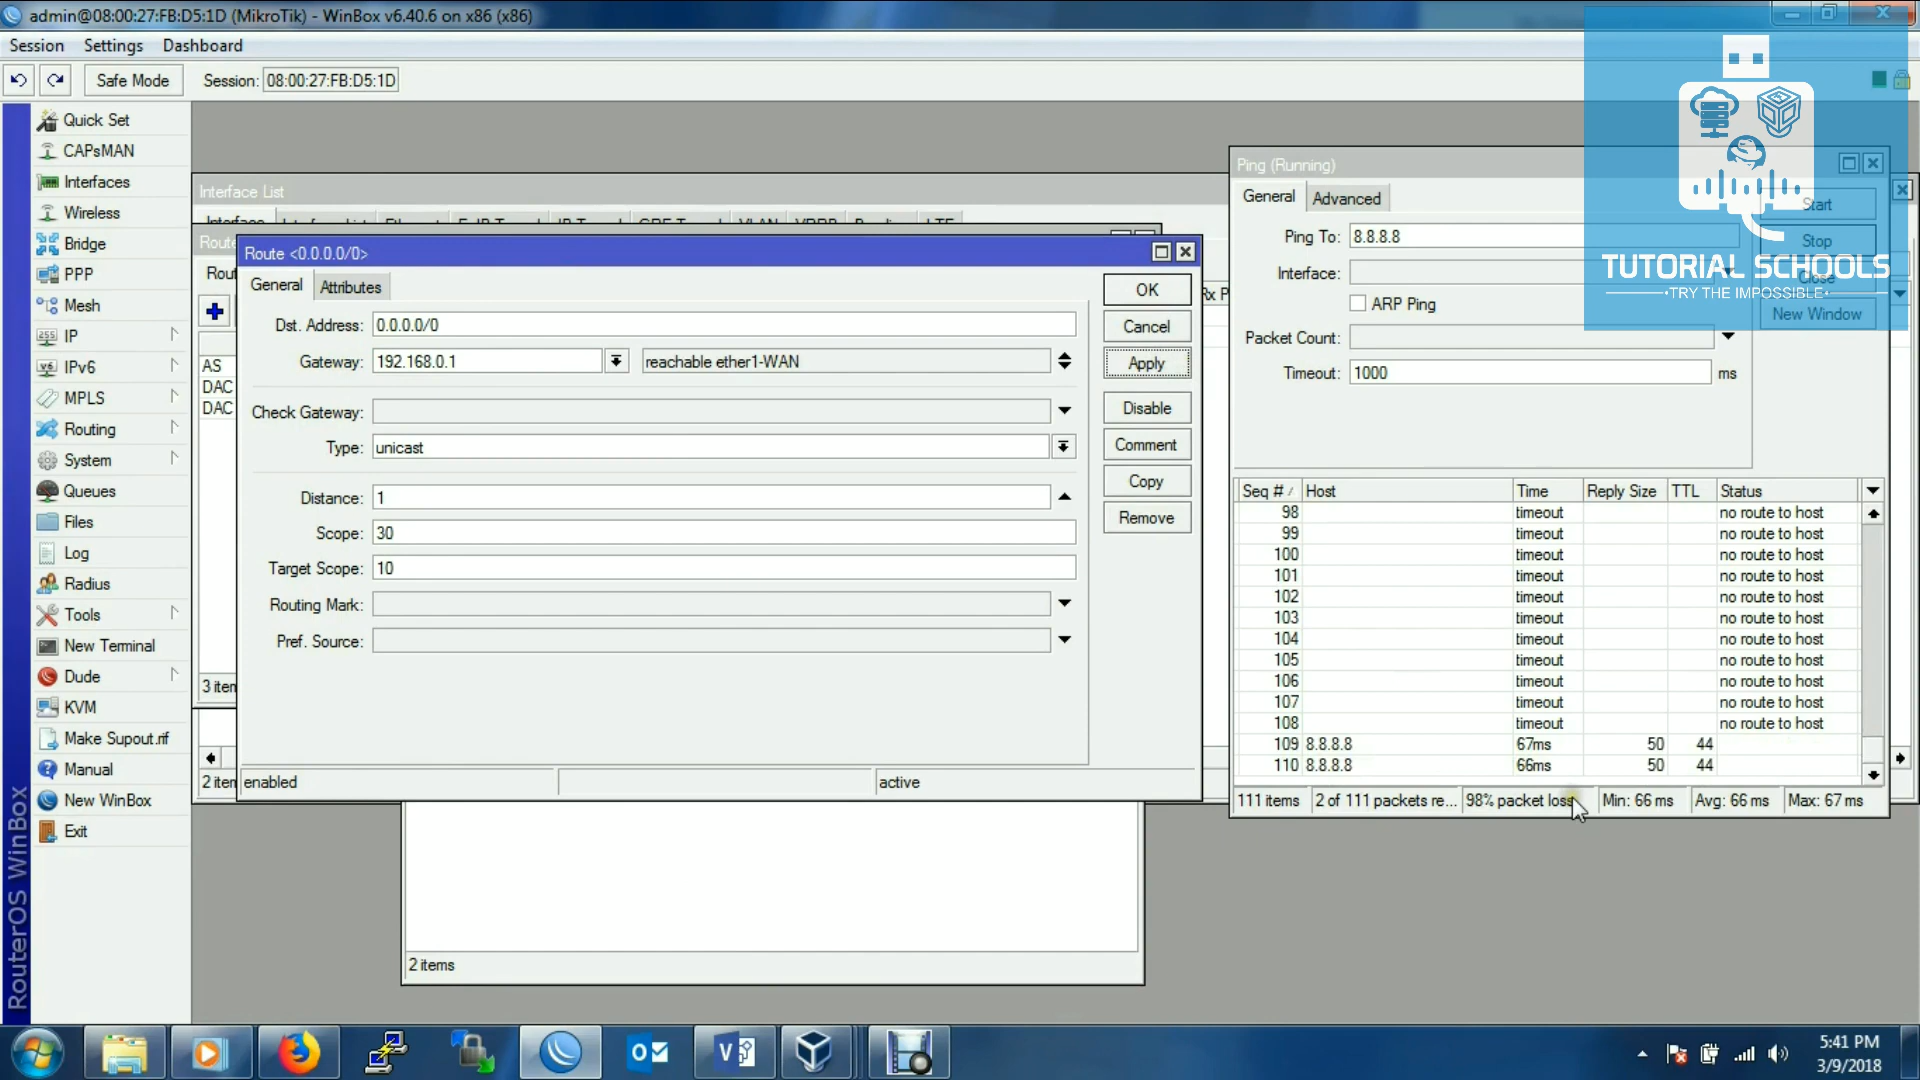 admin@08:00:27:FB:D5:1D (MikroTik) - WinBox v6.40.6 on x86 (x86)
Session Settings Dashboard
Safe Mode Session: 08:00:27:FB:D5:1D
RouterOS WinBox
Quick Set
CAPsMAN
Interfaces
Wireless
Bridge
PPP
Mesh
IP
IPv6
MPLS
Routing
System
Queues
Files
Log
Radius
Tools
New Terminal
Dude
KVM
Make Supout.rif
Manual
New WinBox
Exit
Interface List
Rout
AS
DAC
DAC
3 iten
2 iten
Route <0.0.0.0/0>
General Attributes
Dst. Address: 0.0.0.0/0
Gateway: 192.168.0.1 reachable ether1-WAN
Check Gateway:
Type: unicast
Distance: 1
Scope: 30
Target Scope: 10
Routing Mark:
Pref. Source:
enabled active
OK
Cancel
Apply
Disable
Comment
Copy
Remove
Rx P
2 items
Ping (Running)
General Advanced
Ping To: 8.8.8.8
Interface:
ARP Ping
Packet Count:
Timeout: 1000 ms
Start
Stop
Close
New Window
TUTORIAL SCHOOLS
•TRY THE IMPOSSIBLE•
Seq # Host Time Reply Size TTL Status
98 timeout no route to host
99 timeout no route to host
100 timeout no route to host
101 timeout no route to host
102 timeout no route to host
103 timeout no route to host
104 timeout no route to host
105 timeout no route to host
106 timeout no route to host
107 timeout no route to host
108 timeout no route to host
109 8.8.8.8 67ms 50 44
110 8.8.8.8 66ms 50 44
111 items 2 of 111 packets re... 98% packet loss Min: 66 ms Avg: 66 ms Max: 67 ms
5:41 PM
3/9/2018